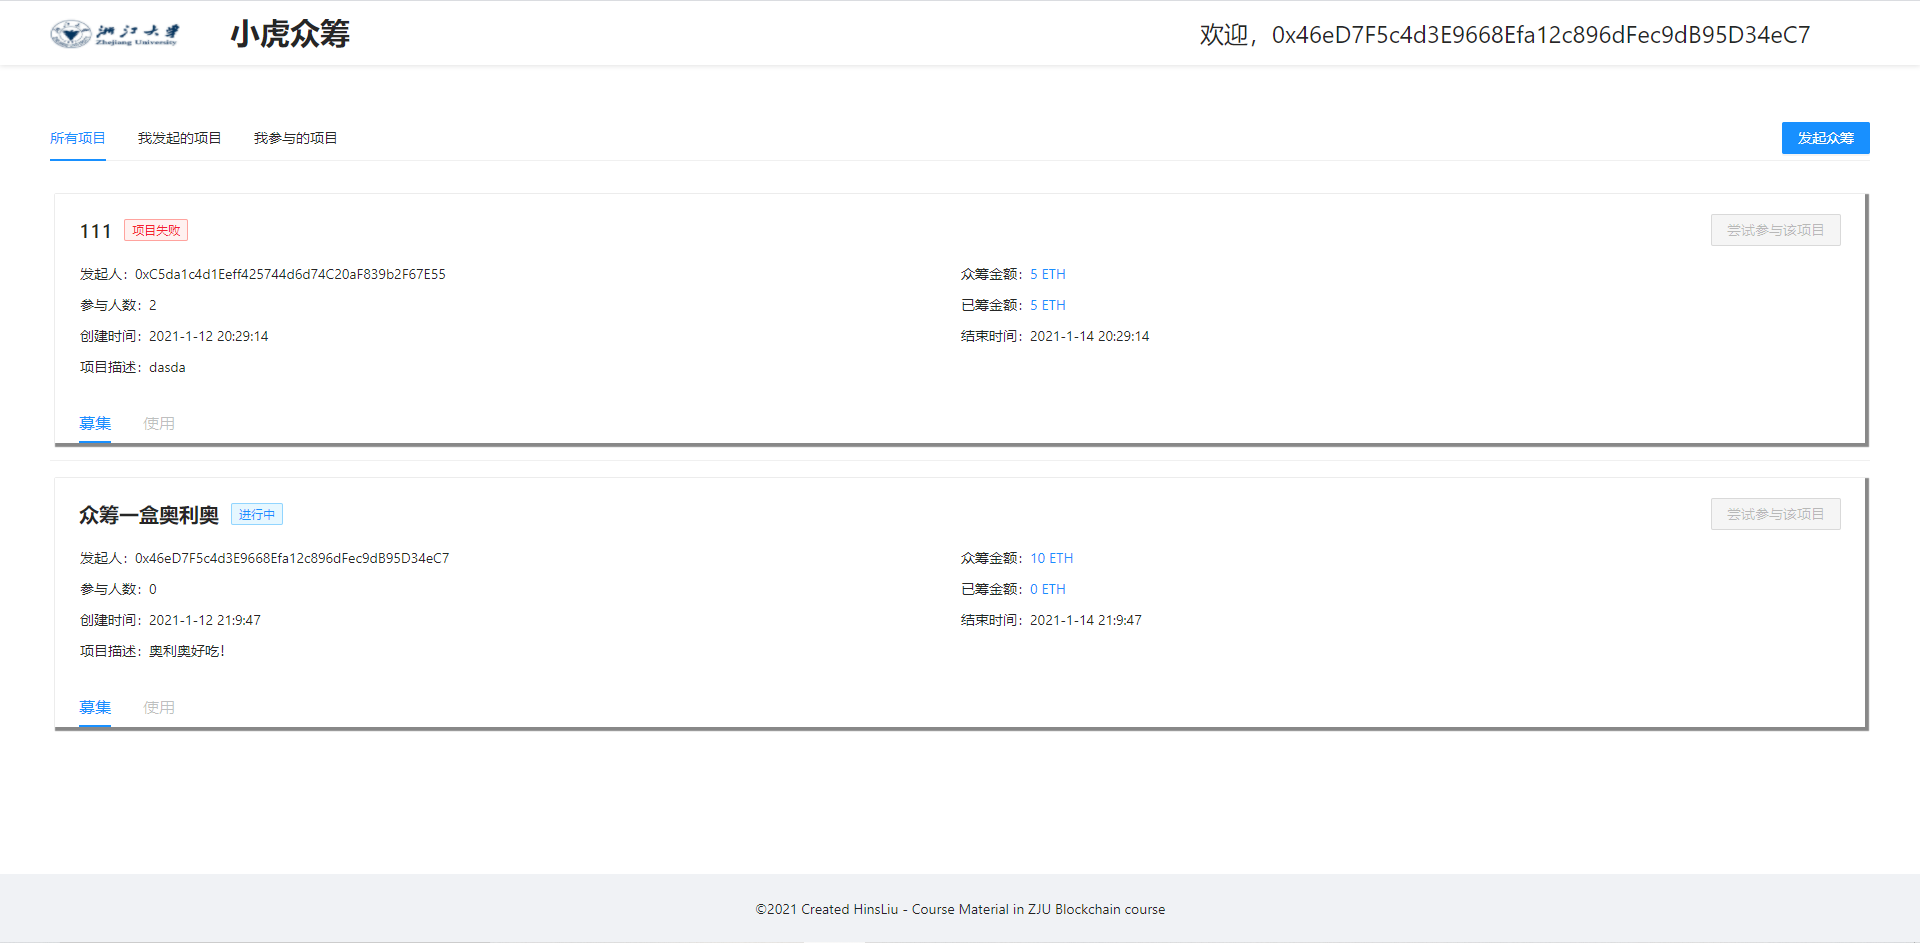 浙江大学
Zhejiang University
小虎众筹
欢迎，0x46eD7F5c4d3E9668Efa12c896dFec9dB95D34eC7
所有项目 我发起的项目 我参与的项目 发起众筹
111 项目失败 尝试参与该项目
发起人：0xC5da1c4d1Eeff425744d6d74C20aF839b2F67E55 众筹金额：5 ETH
参与人数：2 已筹金额：5 ETH
创建时间：2021-1-12 20:29:14 结束时间：2021-1-14 20:29:14
项目描述：dasda
募集 使用
众筹一盒奥利奥 进行中 尝试参与该项目
发起人：0x46eD7F5c4d3E9668Efa12c896dFec9dB95D34eC7 众筹金额：10 ETH
参与人数：0 已筹金额：0 ETH
创建时间：2021-1-12 21:9:47 结束时间：2021-1-14 21:9:47
项目描述：奥利奥好吃！
募集 使用
©2021 Created HinsLiu - Course Material in ZJU Blockchain course